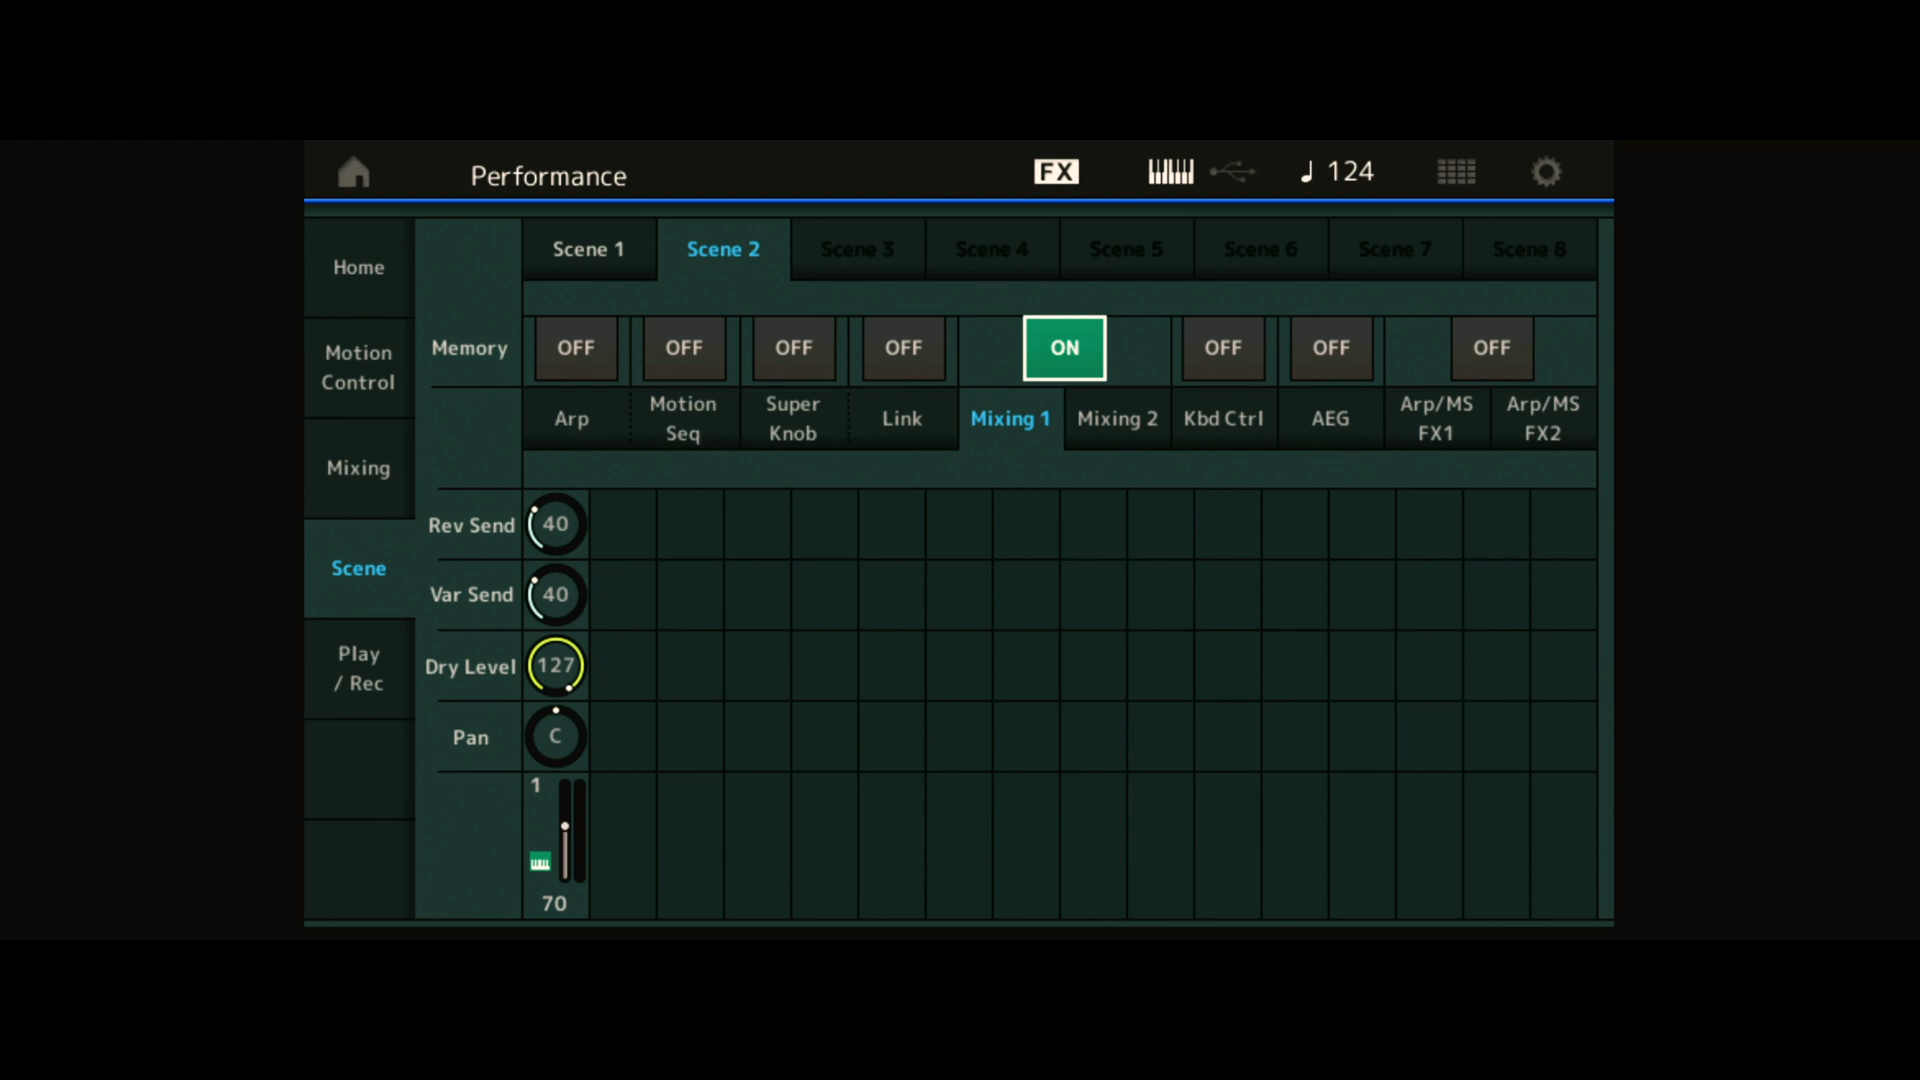 Performance
FX
♩ 124
Home
Motion
Control
Mixing
Scene
Play
/ Rec
Scene 1
Scene 2
Scene 3
Scene 4
Scene 5
Scene 6
Scene 7
Scene 8
Memory
OFF
OFF
OFF
OFF
ON
OFF
OFF
OFF
Arp
Motion
Seq
Super
Knob
Link
Mixing 1
Mixing 2
Kbd Ctrl
AEG
Arp/MS
FX1
Arp/MS
FX2
Rev Send
40
Var Send
40
Dry Level
127
Pan
C
1
70